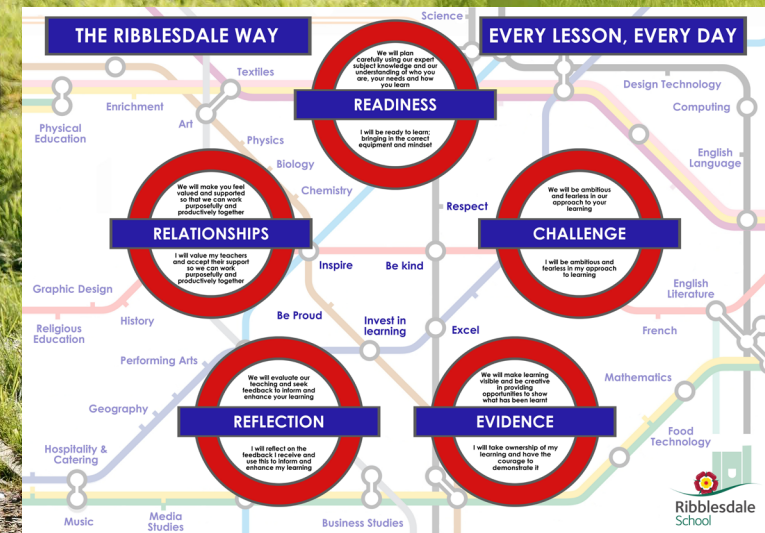 THE RIBBLESDALE WAY
EVERY LESSON, EVERY DAY
Science
We will plan
carefully using our expert
subject knowledge and our
understanding of who you
are, your needs and how
you learn
READINESS
I will be ready to learn;
bringing in the correct
equipment and mindset
Textiles
Enrichment
Art
Physical
Education
Physics
Biology
Chemistry
Design Technology
Computing
English
Language
We will make you feel
valued and supported
so that we can work
purposefully and
productively together
RELATIONSHIPS
I will value my teachers
and accept their support
so we can work
purposefully and
productively together
Respect
Inspire
Be kind
We will be ambitious
and fearless in our
approach to your
learning
CHALLENGE
I will be ambitious and
fearless in my approach
to learning
Graphic Design
Religious
Education
History
Be Proud
Invest in
learning
Excel
English
Literature
French
Performing Arts
Geography
Mathematics
We will evaluate our
teaching and seek
feedback to inform and
enhance your learning
REFLECTION
I will reflect on the
feedback I receive and
use this to inform and
enhance my learning
We will make learning
visible and be creative
in providing
opportunities to show
what has been learnt
EVIDENCE
I will take ownership of my
learning and have the
courage to
demonstrate it
Food
Technology
Hospitality &
Catering
Music
Media
Studies
Business Studies
Ribblesdale
School